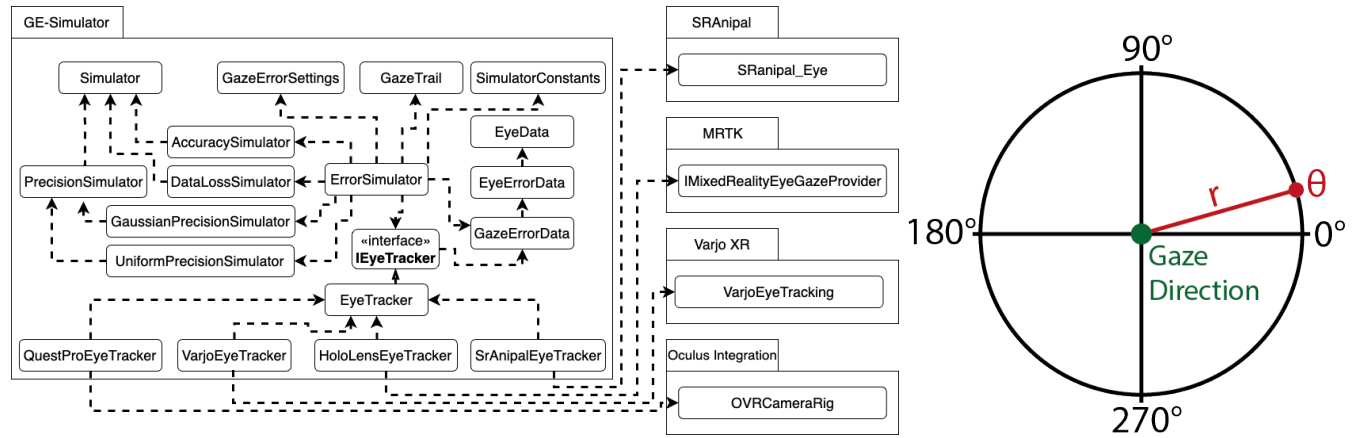 GE-Simulator
Simulator
GazeErrorSettings
GazeTrail
SimulatorConstants
AccuracySimulator
EyeData
PrecisionSimulator
DataLossSimulator
ErrorSimulator
EyeErrorData
GaussianPrecisionSimulator
GazeErrorData
«interface»
IEyeTracker
UniformPrecisionSimulator
EyeTracker
QuestProEyeTracker
VarjoEyeTracker
HoloLensEyeTracker
SrAnipalEyeTracker
SRAnipal
SRanipal_Eye
MRTK
IMixedRealityEyeGazeProvider
Varjo XR
VarjoEyeTracking
Oculus Integration
OVRCameraRig
90°
r
θ
180°
0°
Gaze
Direction
270°